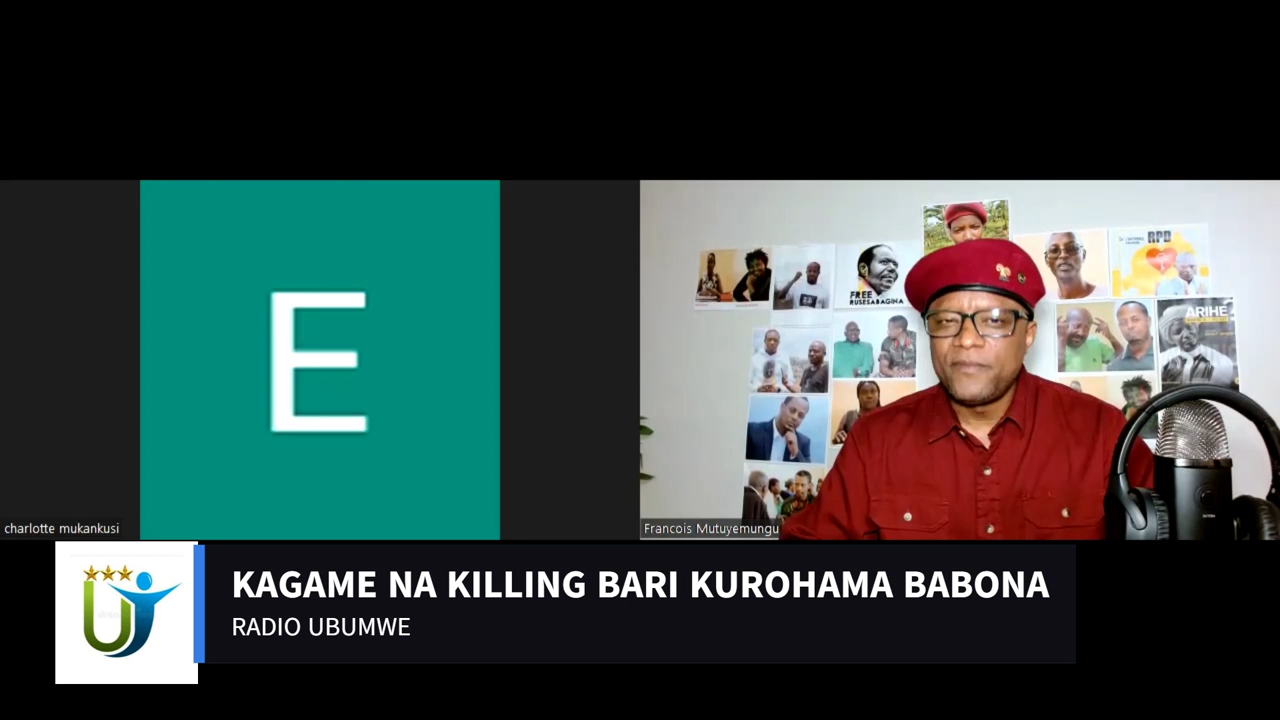 RPD
FREE
RUSESABAGINA
ARIHE
E
charlotte mukankusi
Francois Mutuyemungu
U
KAGAME NA KILLING BARI KUROHAMA BABONA
RADIO UBUMWE